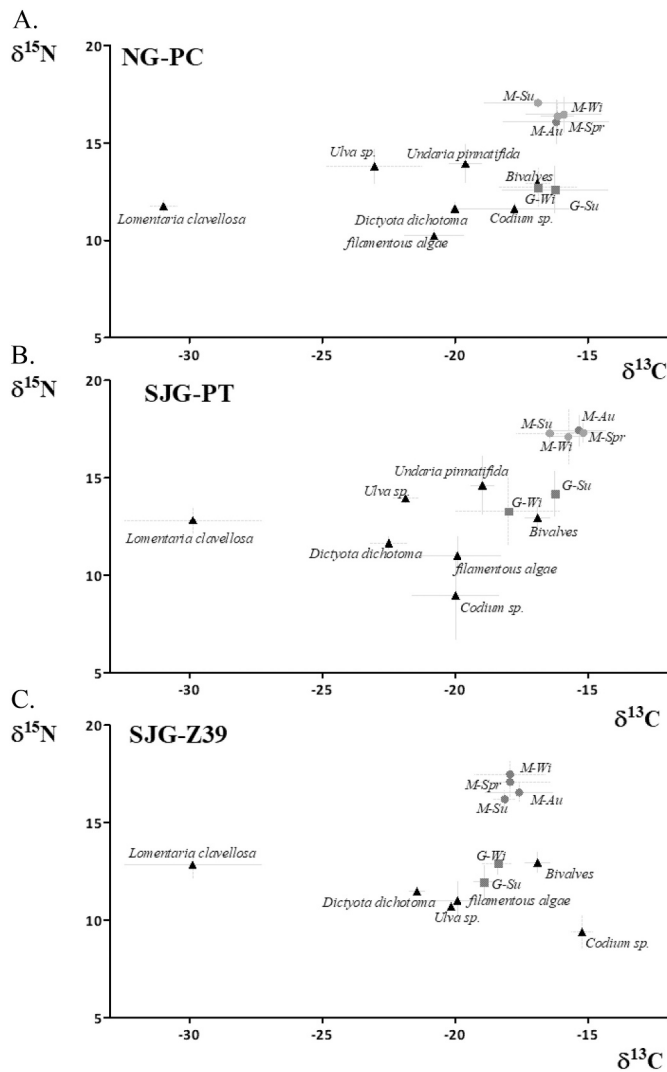 A.
δ15N
NG-PC
20
M-Su
M-Wi
M-Au
M-Spr
15
Ulva sp.
Undaria pinnatifida
Bivalves
G-Wi
G-Su
Lomentaria clavellosa
Dictyota dichotoma
Codium sp.
filamentous algae
10
5
-30
-25
-20
-15
δ13C
B.
δ15N
SJG-PT
20
M-Su
M-Au
M-Wi
M-Spr
15
Undaria pinnatifida
G-Su
Ulva sp.
G-Wi
Lomentaria clavellosa
Bivalves
Dictyota dichotoma
filamentous algae
10
Codium sp.
5
-30
-25
-20
-15
δ13C
C.
δ15N
SJG-Z39
20
M-Wi
M-Spr
M-Au
M-Su
15
Lomentaria clavellosa
G-Wi
Bivalves
G-Su
Dictyota dichotoma
filamentous algae
Ulva sp.
10
Codium sp.
5
-30
-25
-20
-15
δ13C